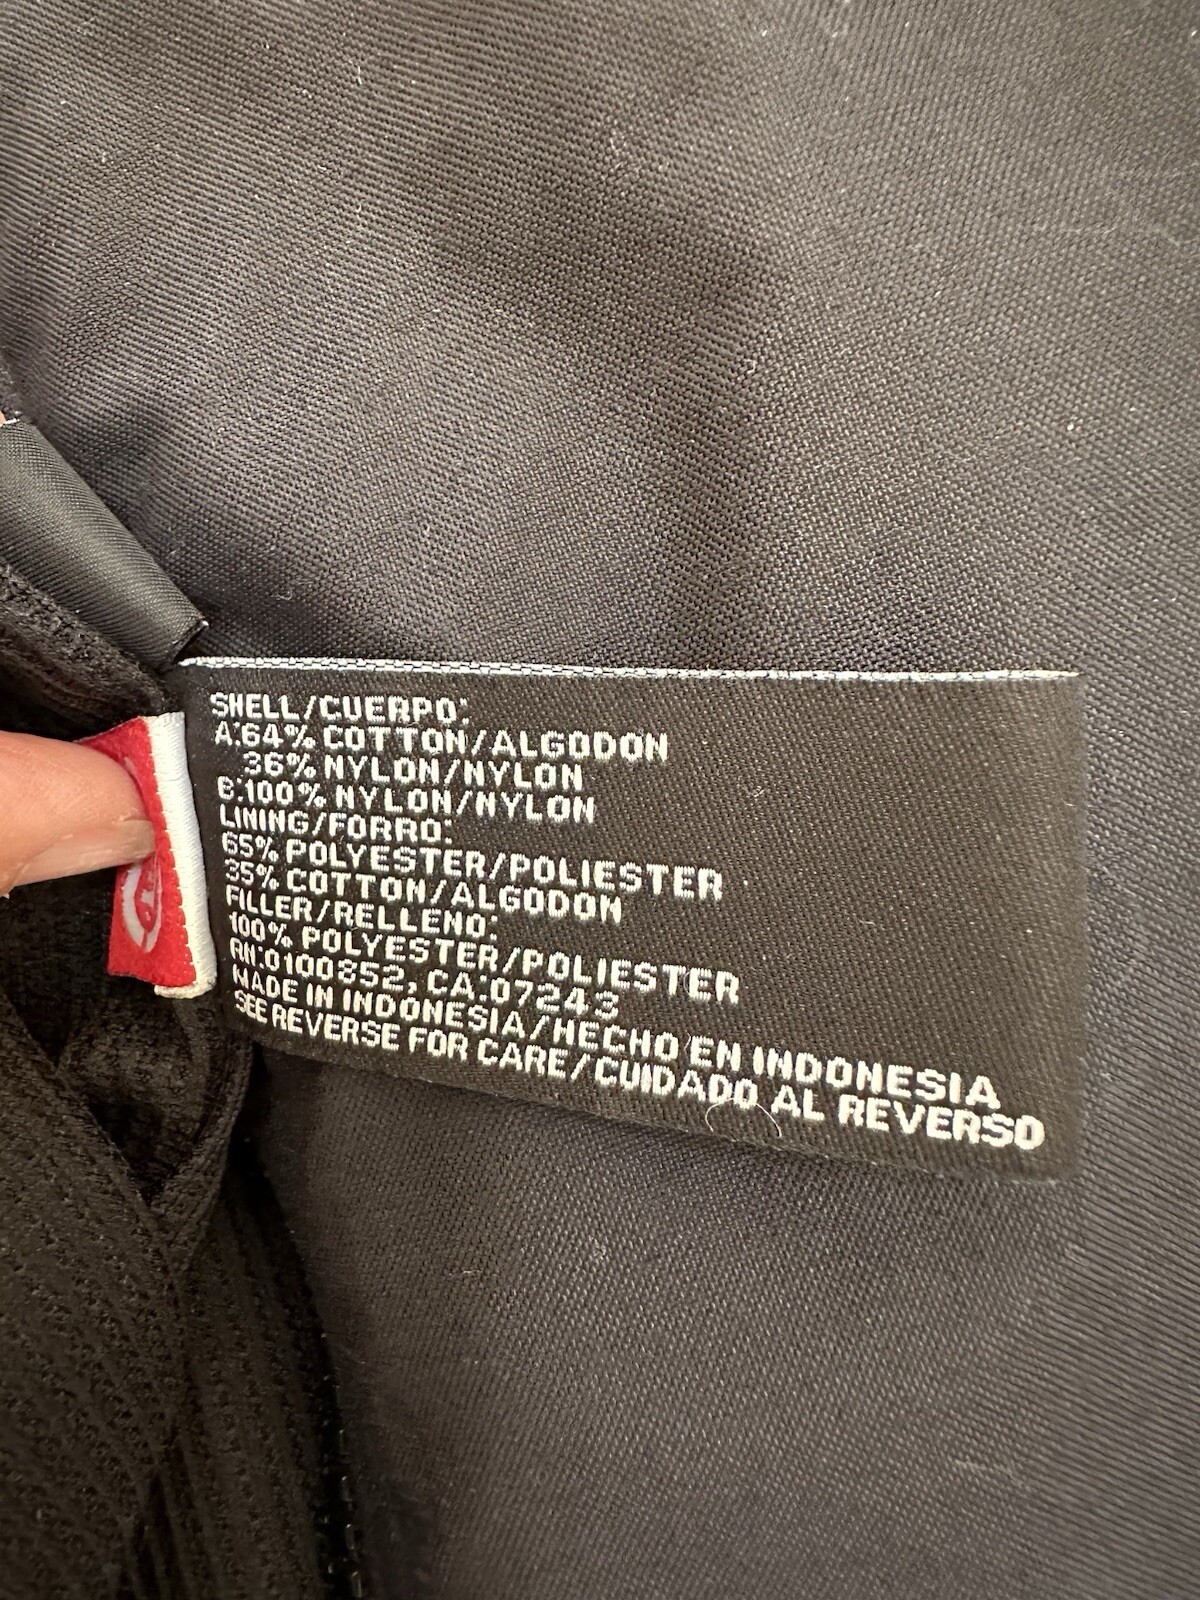 SHELL/CUERPO:
A:64% COTTON/ALGODON
36% NYLON/NYLON
B:100% NYLON/NYLON
LINING/FORRO:
65% POLYESTER/POLIESTER
35% COTTON/ALGODON
FILLER/RELLENO:
100% POLYESTER/POLIESTER
RN:0100852, CA:07243
MADE IN INDONESIA/HECHO EN INDONESIA
SEE REVERSE FOR CARE/CUIDADO AL REVERSO